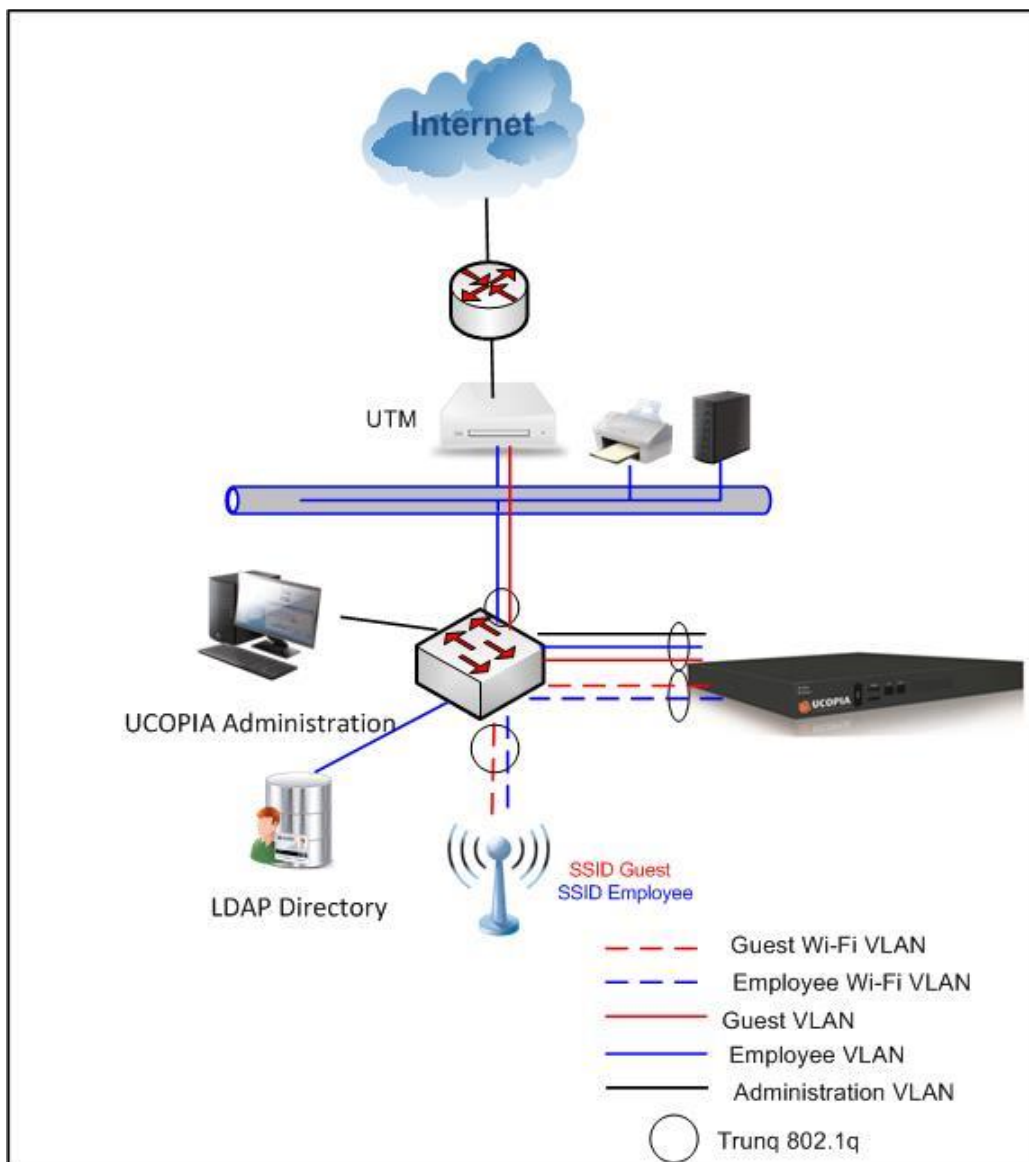 Internet
UTM
UCOPIA Administration
UCOPIA
LDAP Directory
SSID Guest
SSID Employee
Guest Wi-Fi VLAN
Employee Wi-Fi VLAN
Guest VLAN
Employee VLAN
Administration VLAN
Trunq 802.1q